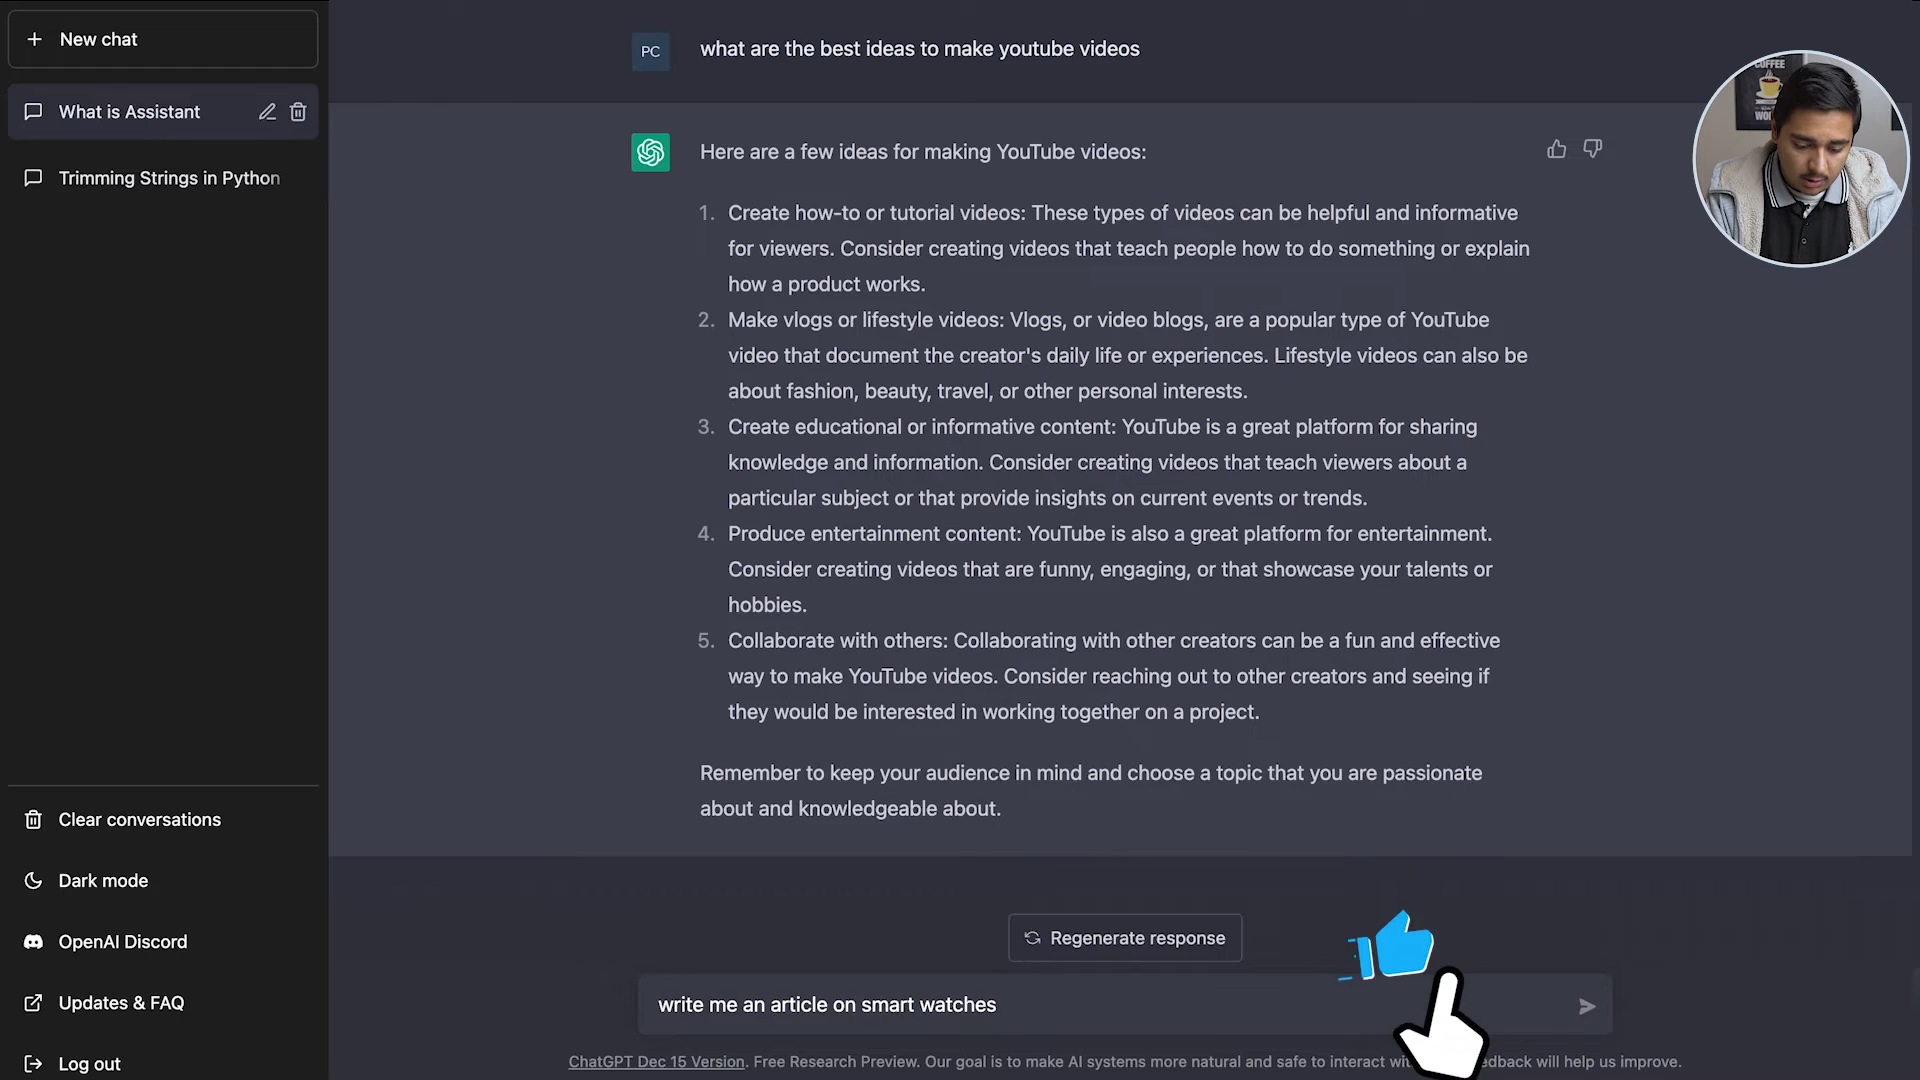 New chat
What is Assistant
Trimming Strings in Python
Clear conversations
Dark mode
OpenAI Discord
Updates & FAQ
Log out
PC
what are the best ideas to make youtube videos
Here are a few ideas for making YouTube videos:
1. Create how-to or tutorial videos: These types of videos can be helpful and informative
for viewers. Consider creating videos that teach people how to do something or explain
how a product works.
2. Make vlogs or lifestyle videos: Vlogs, or video blogs, are a popular type of YouTube
video that document the creator's daily life or experiences. Lifestyle videos can also be
about fashion, beauty, travel, or other personal interests.
3. Create educational or informative content: YouTube is a great platform for sharing
knowledge and information. Consider creating videos that teach viewers about a
particular subject or that provide insights on current events or trends.
4. Produce entertainment content: YouTube is also a great platform for entertainment.
Consider creating videos that are funny, engaging, or that showcase your talents or
hobbies.
5. Collaborate with others: Collaborating with other creators can be a fun and effective
way to make YouTube videos. Consider reaching out to other creators and seeing if
they would be interested in working together on a project.
Remember to keep your audience in mind and choose a topic that you are passionate
about and knowledgeable about.
Regenerate response
write me an article on smart watches
ChatGPT Dec 15 Version. Free Research Preview. Our goal is to make AI systems more natural and safe to interact will help us improve.
COFFEE